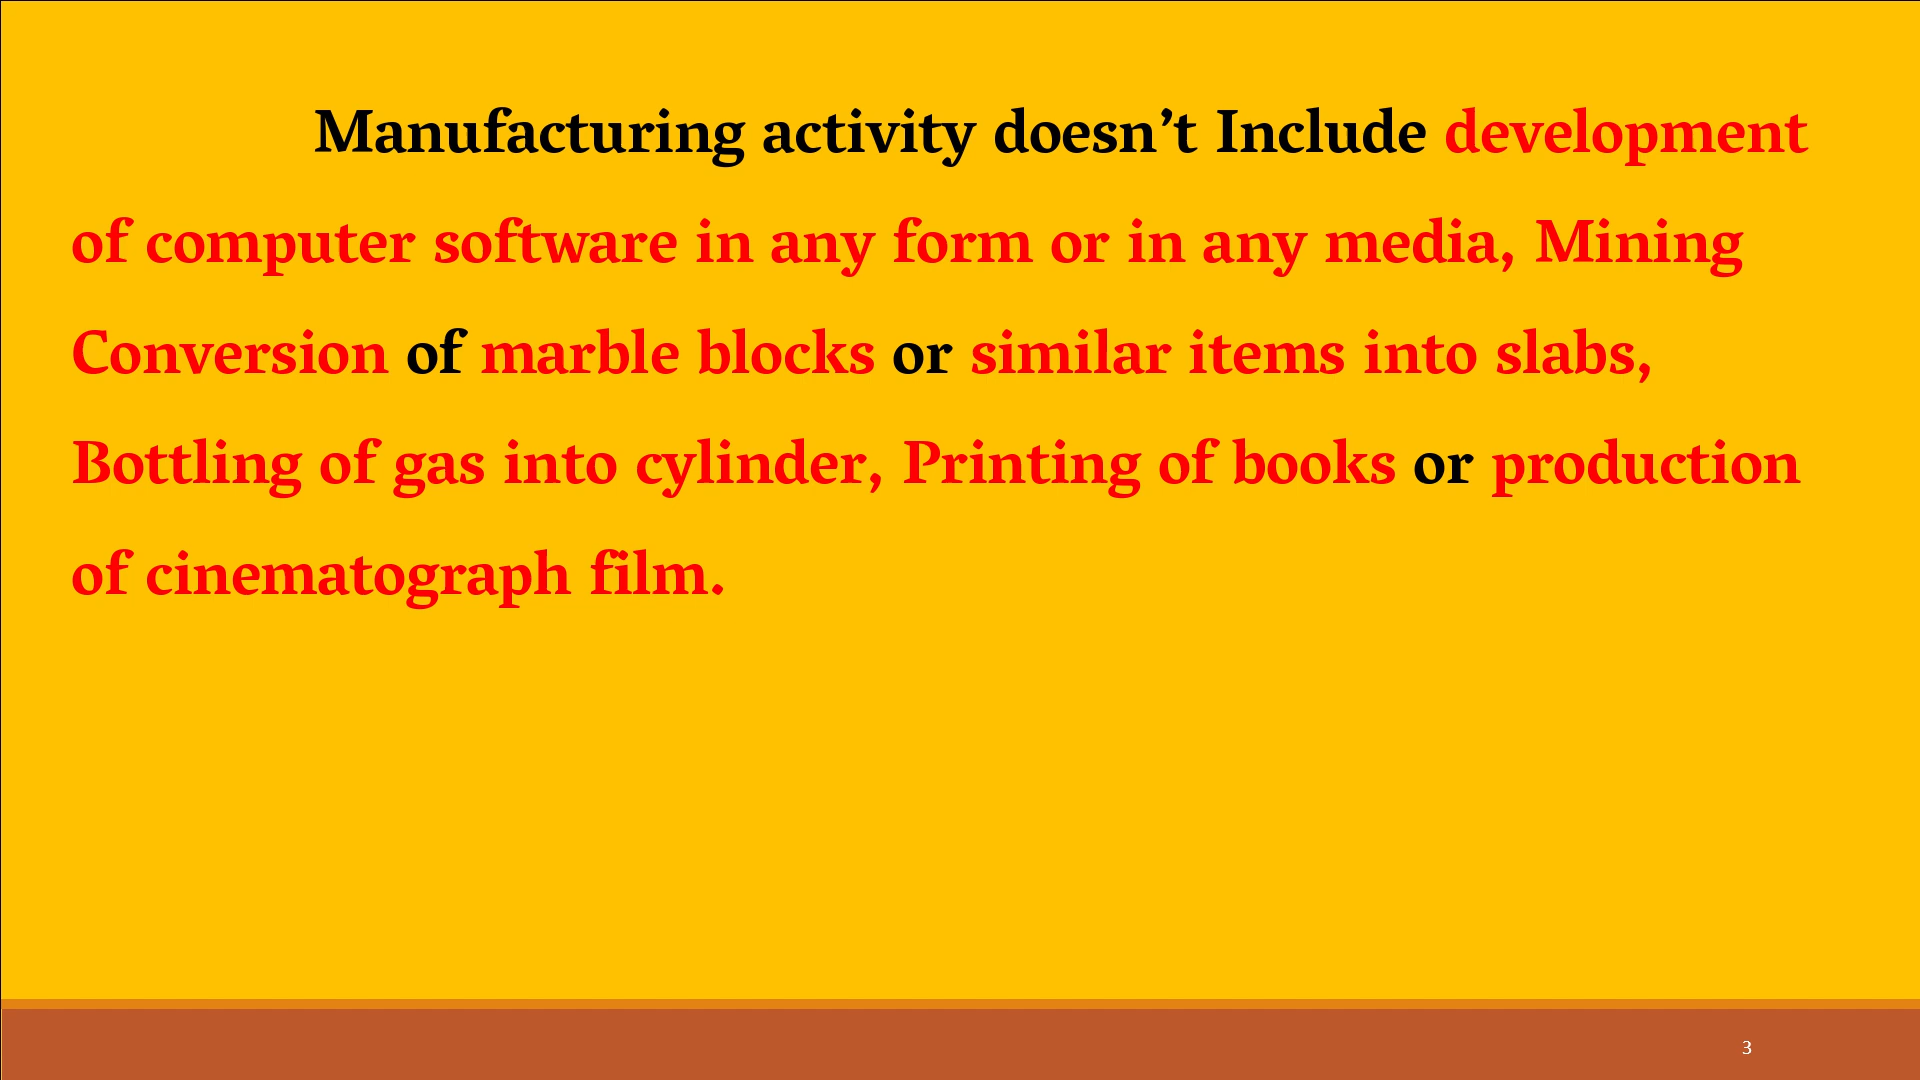 Manufacturing activity doesn’t Include development
of computer software in any form or in any media, Mining
Conversion of marble blocks or similar items into slabs,
Bottling of gas into cylinder, Printing of books or production
of cinematograph film.
3